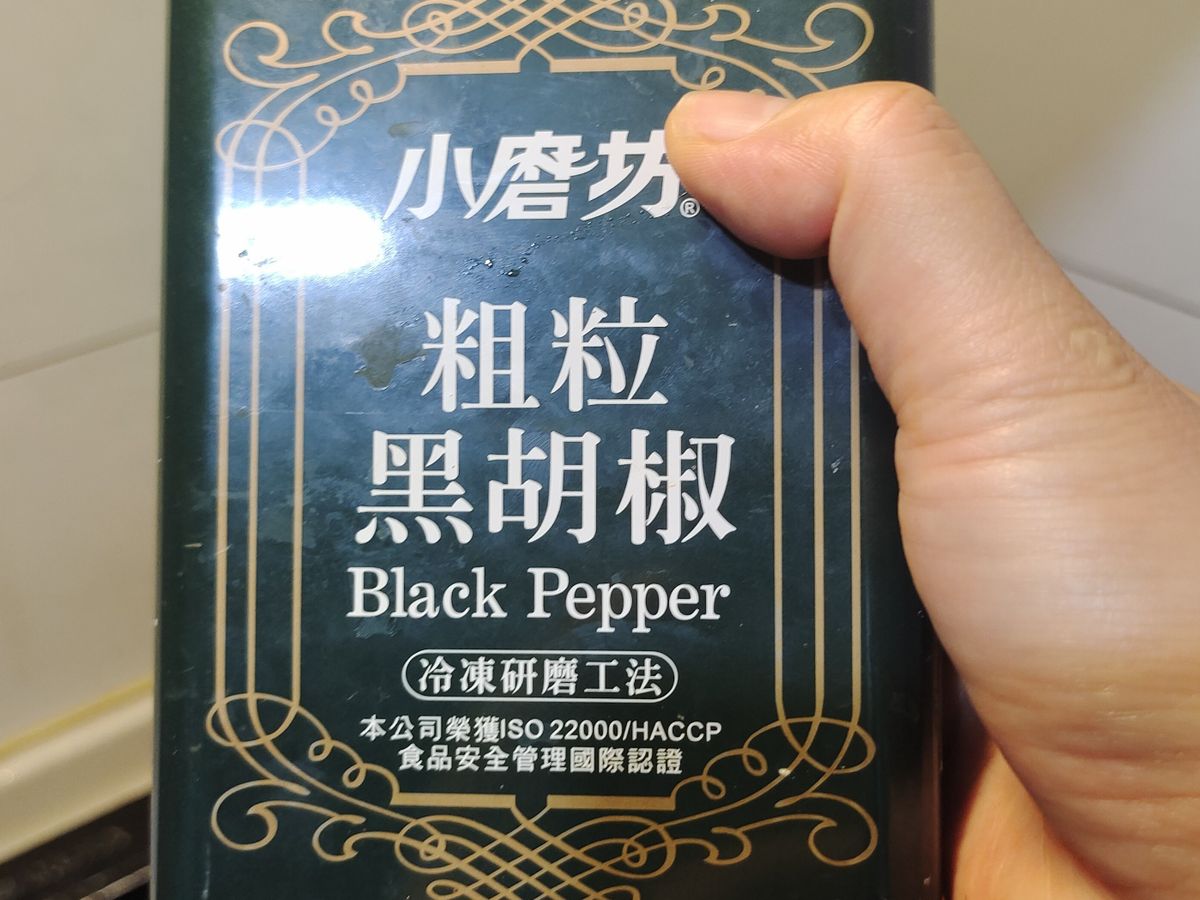 小磨坊®
粗粒
黑胡椒
Black Pepper
冷凍研磨工法
本公司榮獲ISO 22000/HACCP
食品安全管理國際認證